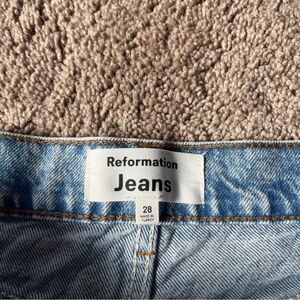 Reformation
Jeans
28
MADE IN
TURKEY